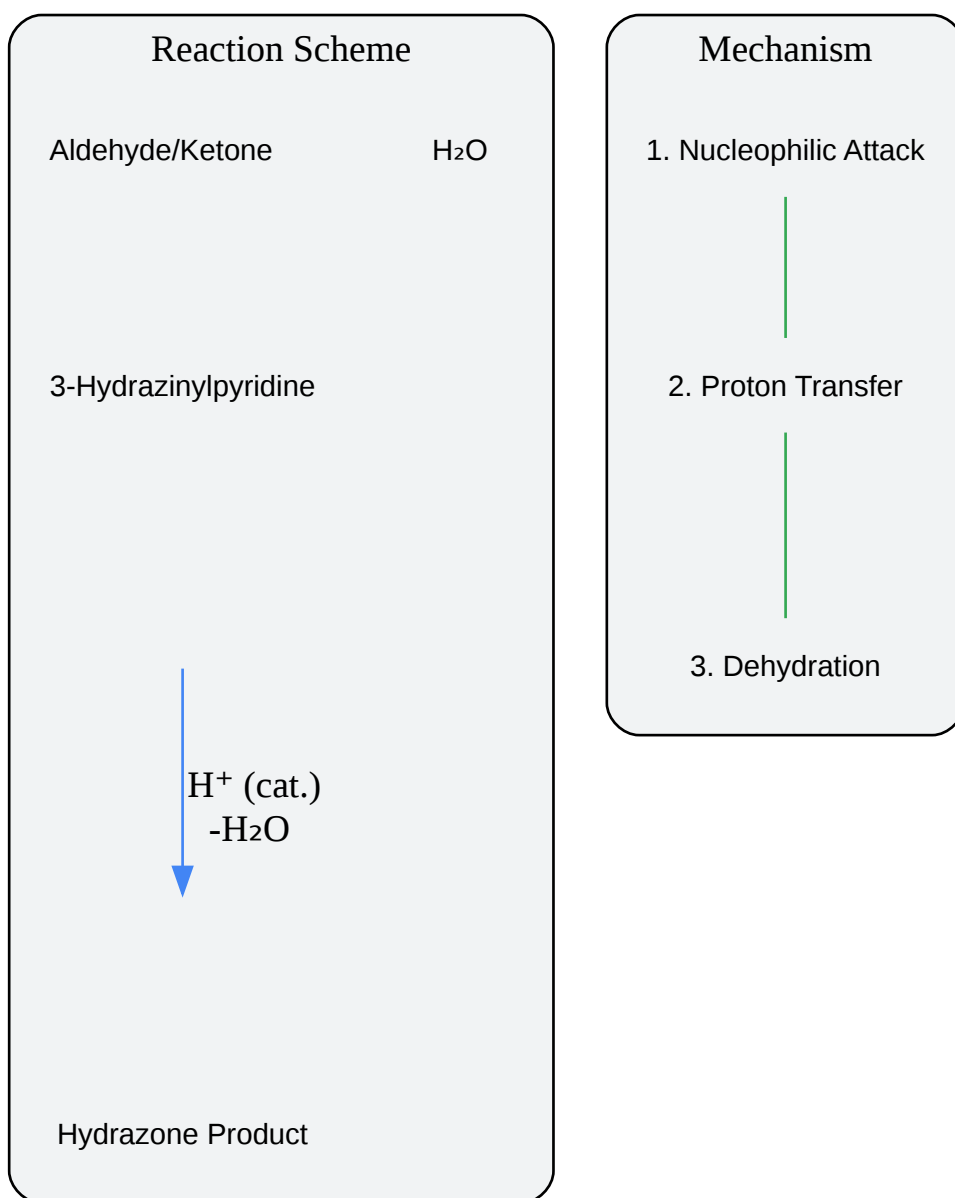 Reaction Scheme
Aldehyde/Ketone
H₂O
3-Hydrazinylpyridine
H⁺ (cat.)
-H₂O
Hydrazone Product
Mechanism
1. Nucleophilic Attack
2. Proton Transfer
3. Dehydration